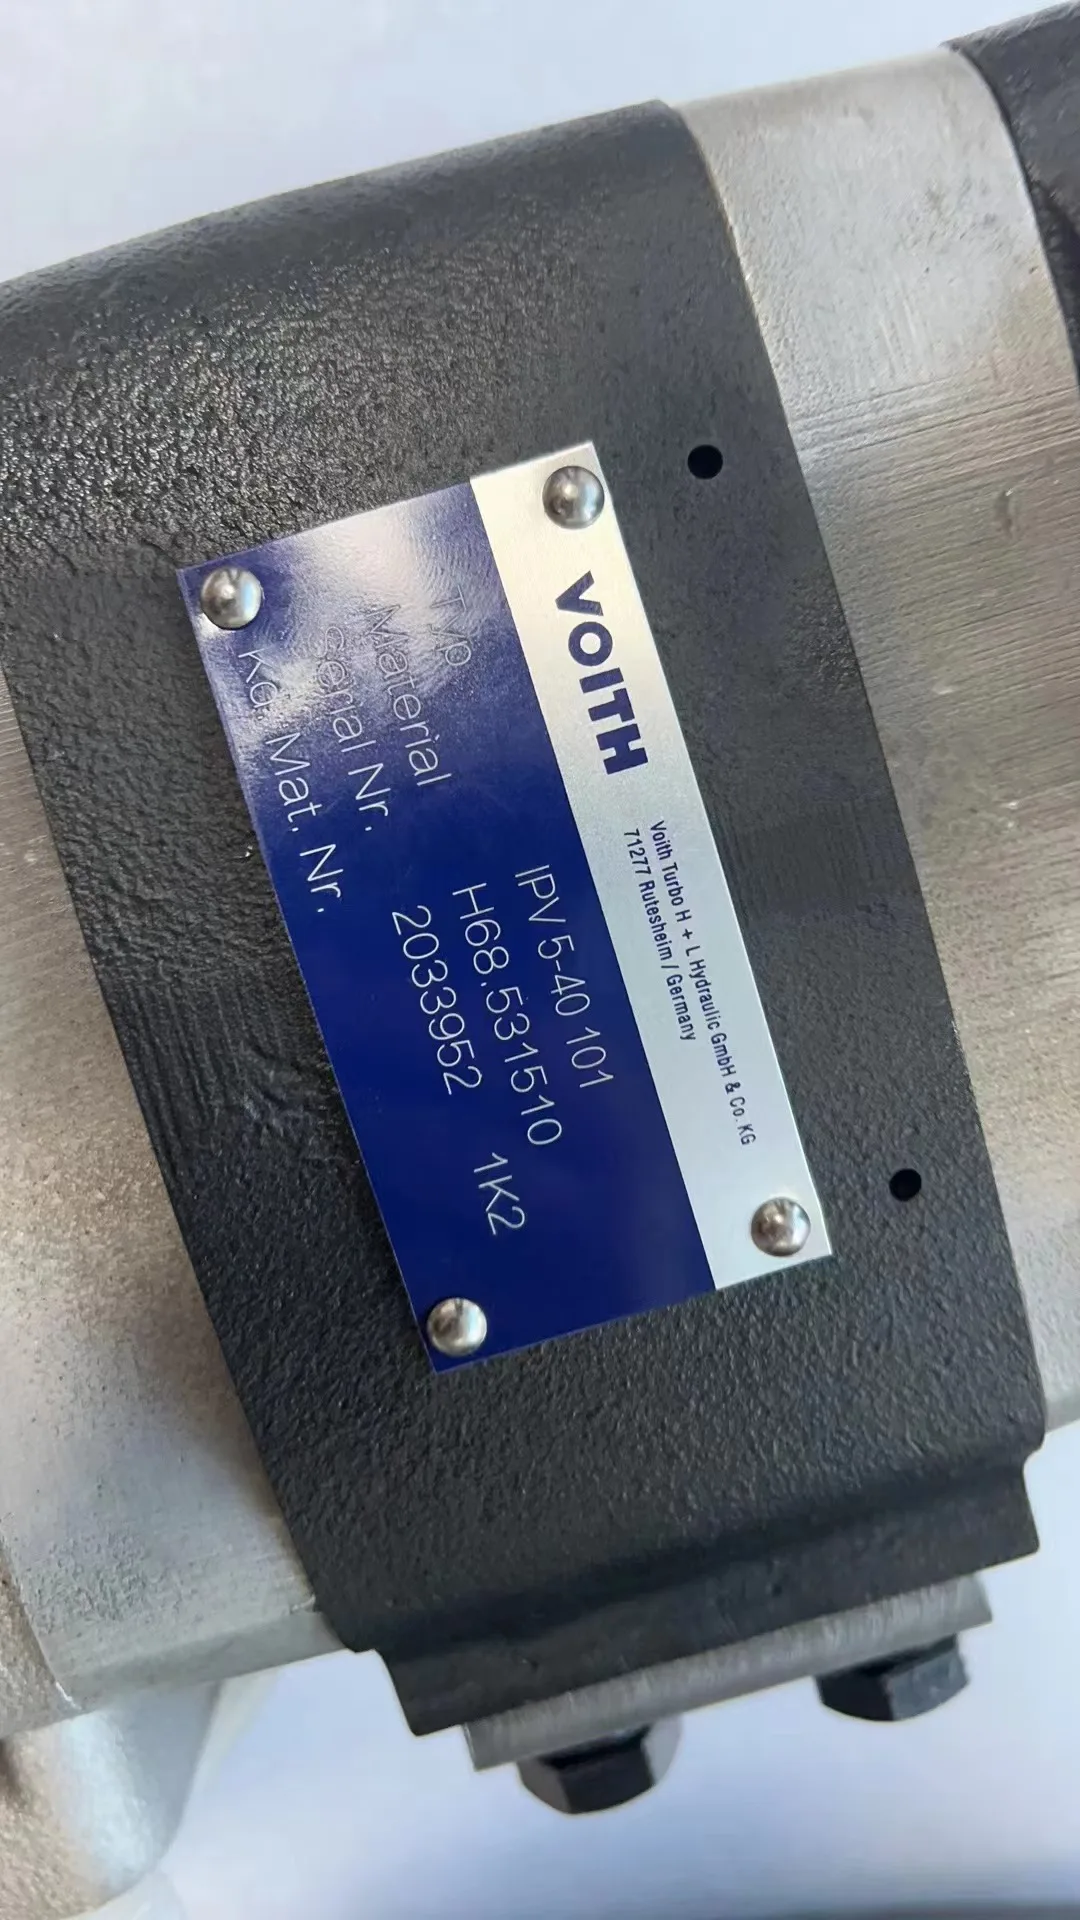 VOITH
Voith Turbo H + L Hydraulic GmbH & Co. KG
71277 Rutesheim / Germany
Typ IPV 5-40 101
Material H68.531510
Serial Nr. 2033952 1K2
Kd. Mat. Nr.